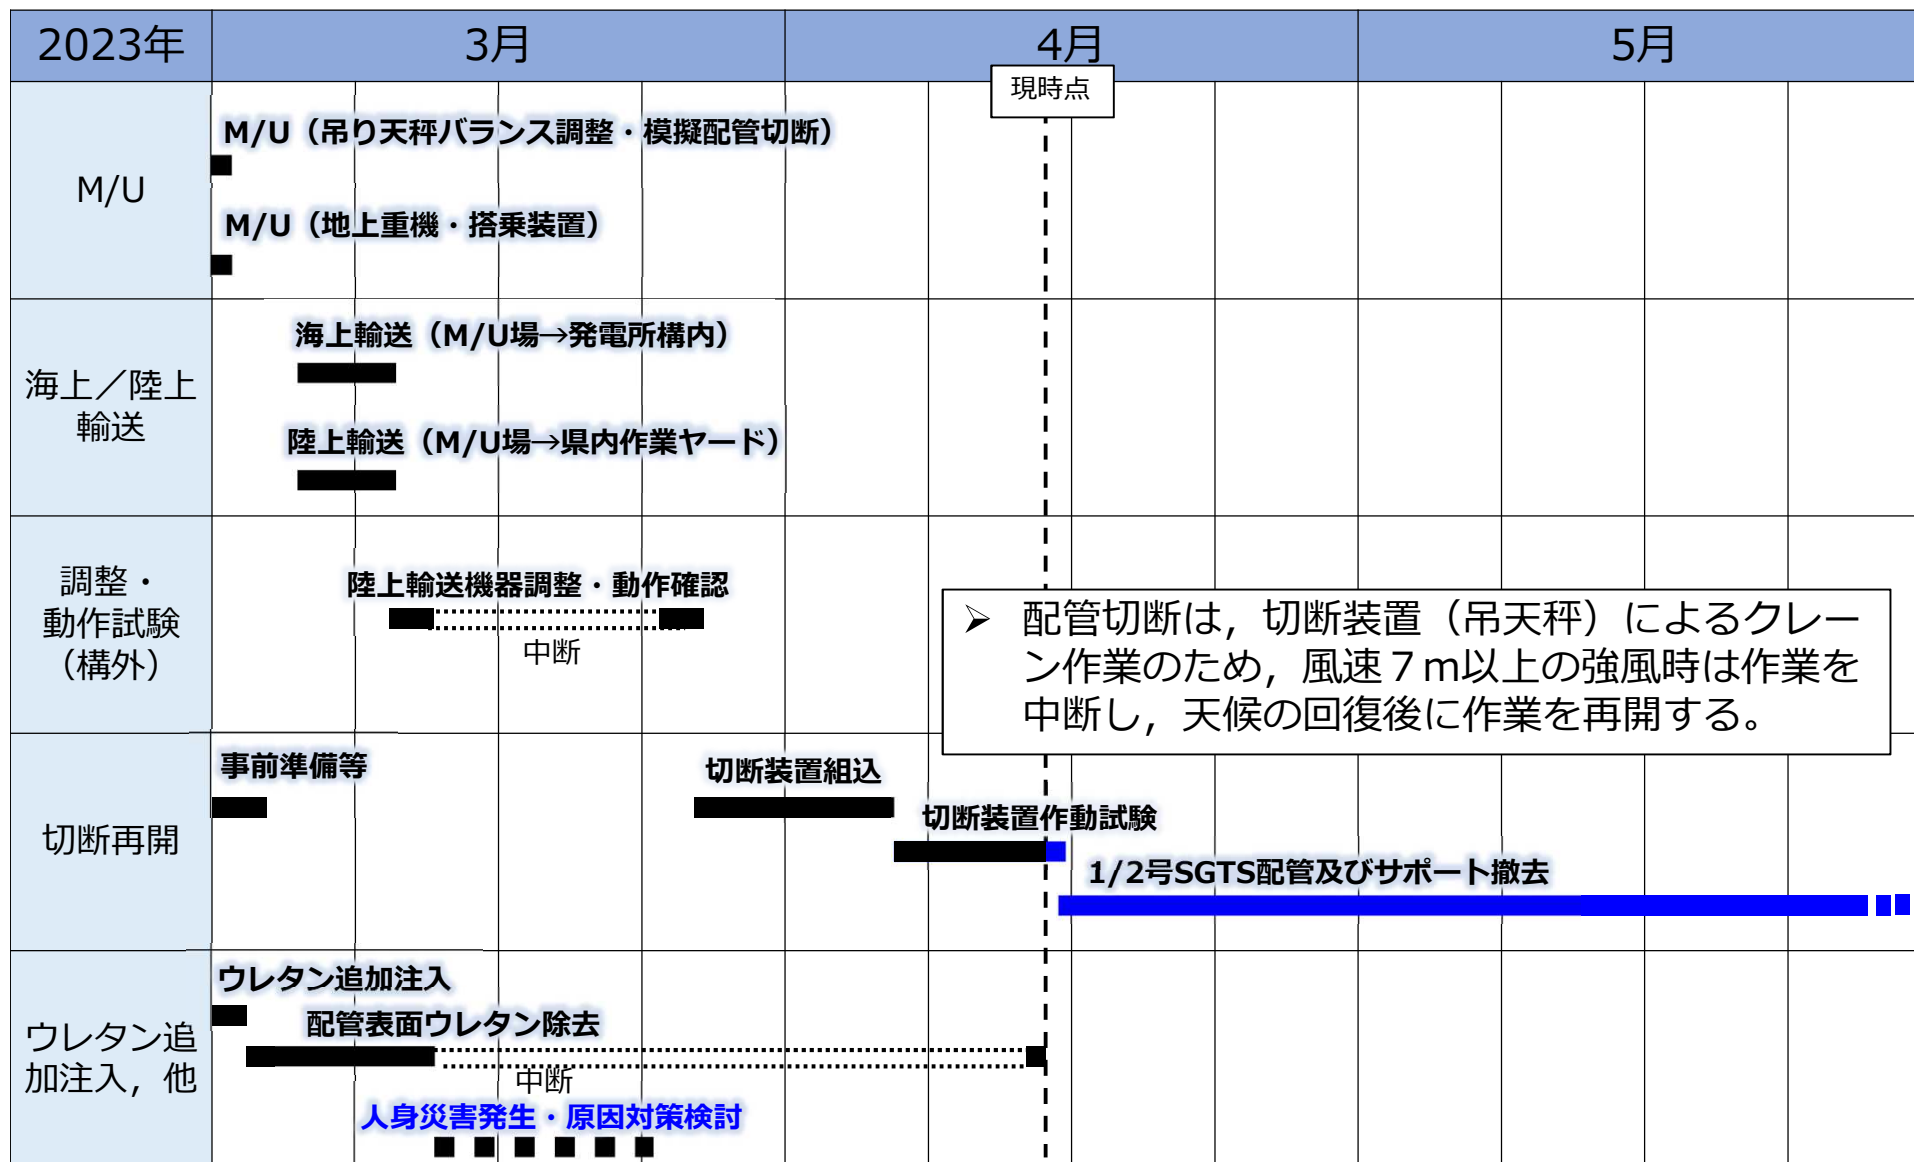 2023年
3月
4月
5月
現時点
M/U
M/U（吊り天秤バランス調整・模擬配管切断）
M/U（地上重機・搭乗装置）
海上／陸上
輸送
海上輸送（M/U場→発電所構内）
陸上輸送（M/U場→県内作業ヤード）
調整・
動作試験
（構外）
陸上輸送機器調整・動作確認
中断
➢ 配管切断は，切断装置（吊天秤）によるクレー
ン作業のため，風速７m以上の強風時は作業を
中断し，天候の回復後に作業を再開する。
切断再開
事前準備等
切断装置組込
切断装置作動試験
1/2号SGTS配管及びサポート撤去
ウレタン追
加注入，他
ウレタン追加注入
配管表面ウレタン除去
中断
人身災害発生・原因対策検討